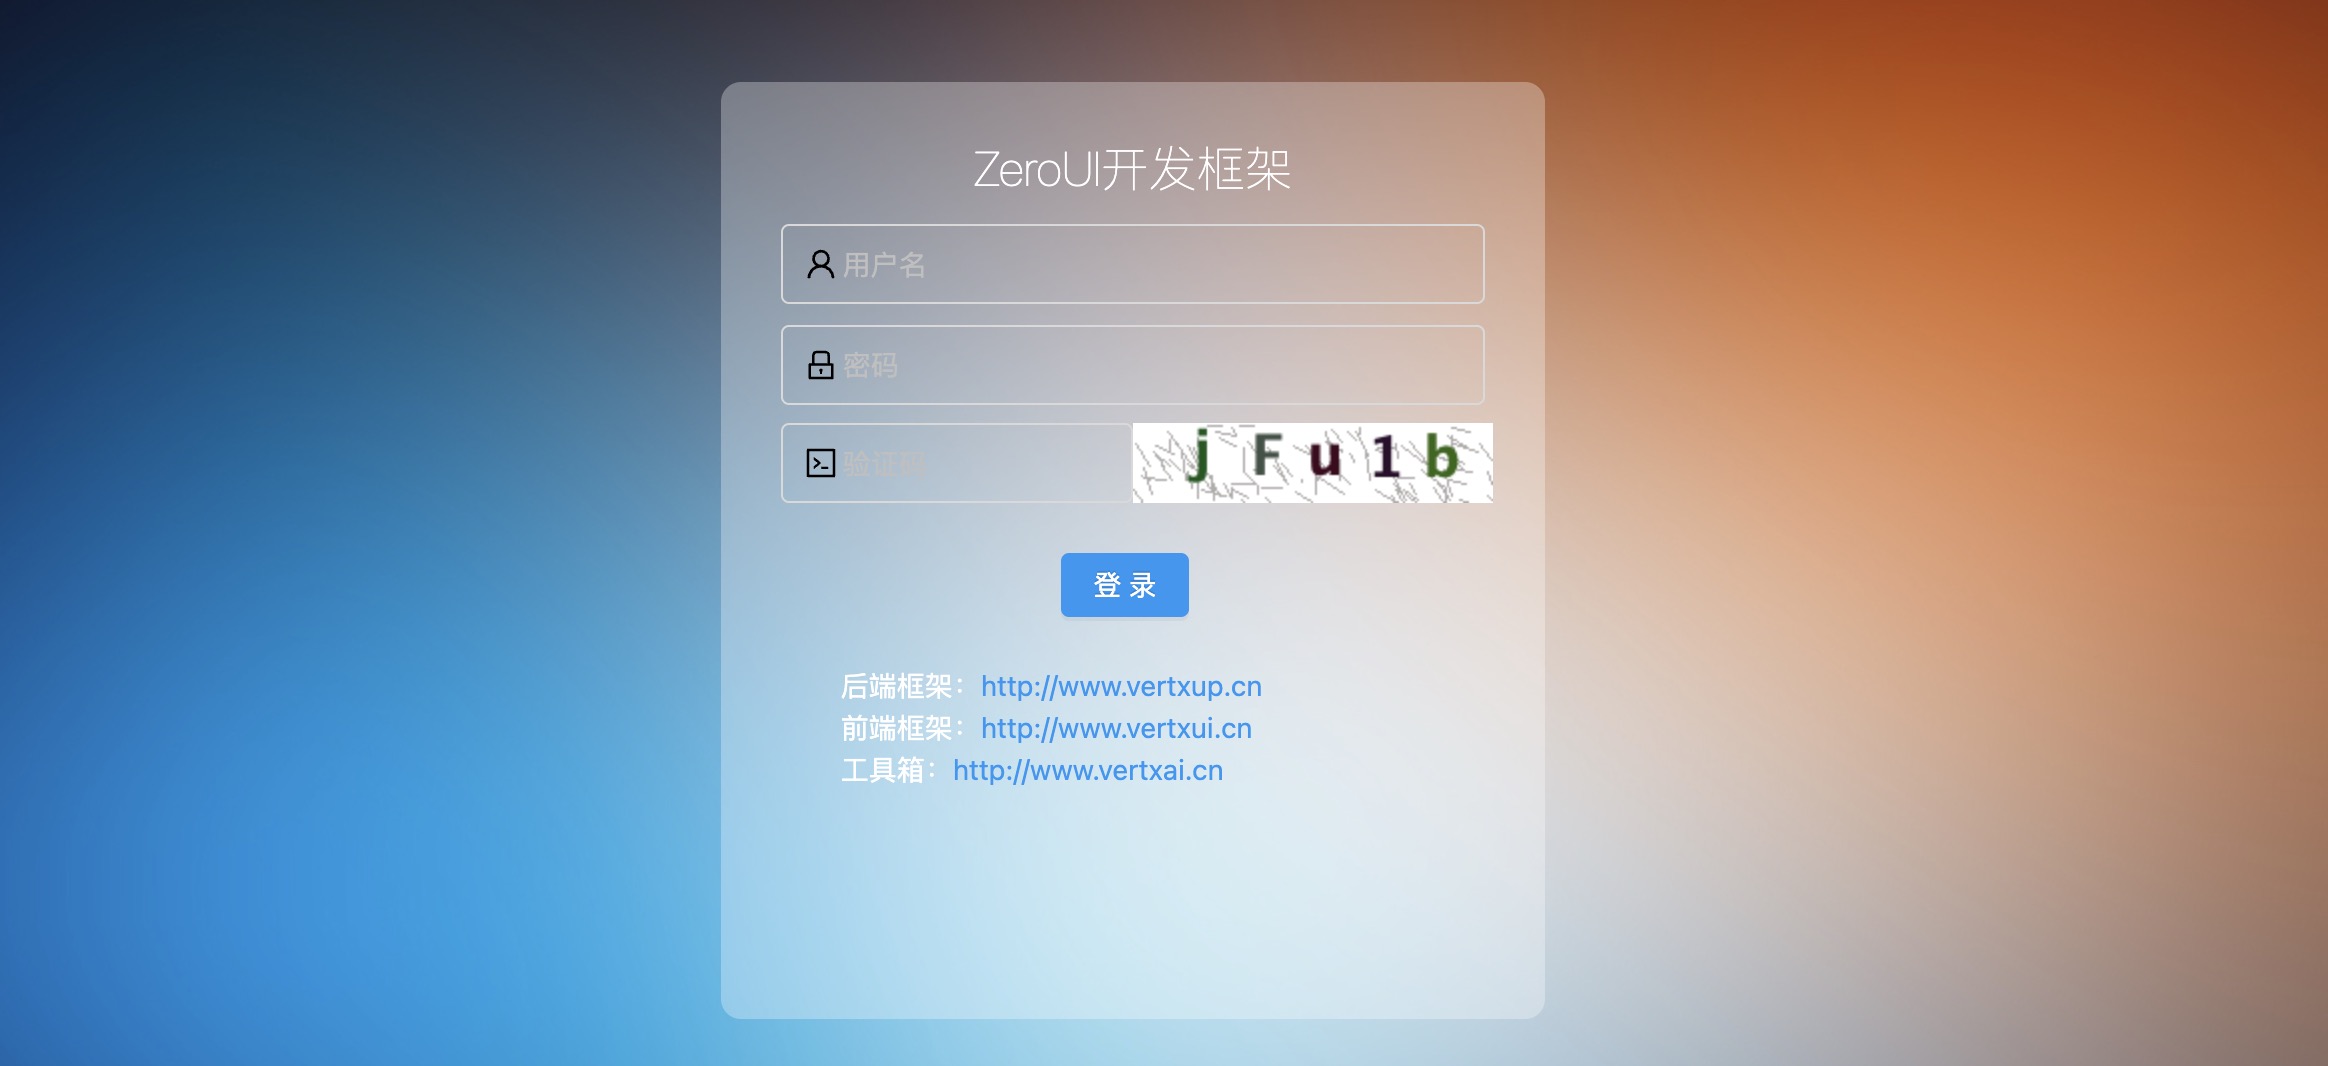 ZeroUI开发框架
用户名
密码
验证码
jFu1b
登 录
后端框架：http://www.vertxup.cn
前端框架：http://www.vertxui.cn
工具箱：http://www.vertxai.cn